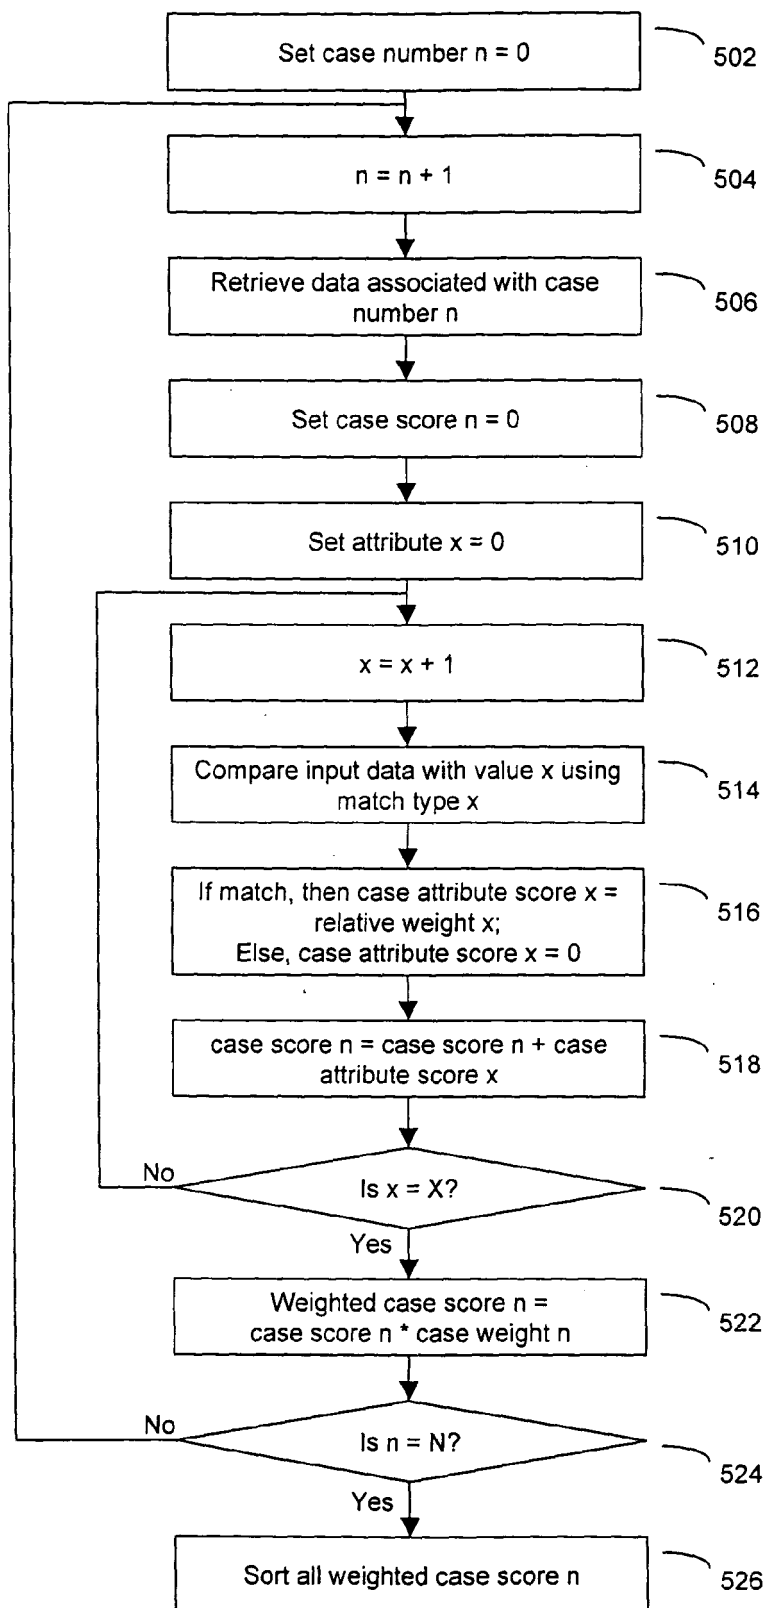 Set case number n = 0
502
n = n + 1
504
Retrieve data associated with case
number n
506
Set case score n = 0
508
Set attribute x = 0
510
x = x + 1
512
Compare input data with value x using
match type x
514
If match, then case attribute score x =
relative weight x;
Else, case attribute score x = 0
516
case score n = case score n + case
attribute score x
518
No
Is x = X?
520
Yes
Weighted case score n =
case score n * case weight n
522
No
Is n = N?
524
Yes
Sort all weighted case score n
526